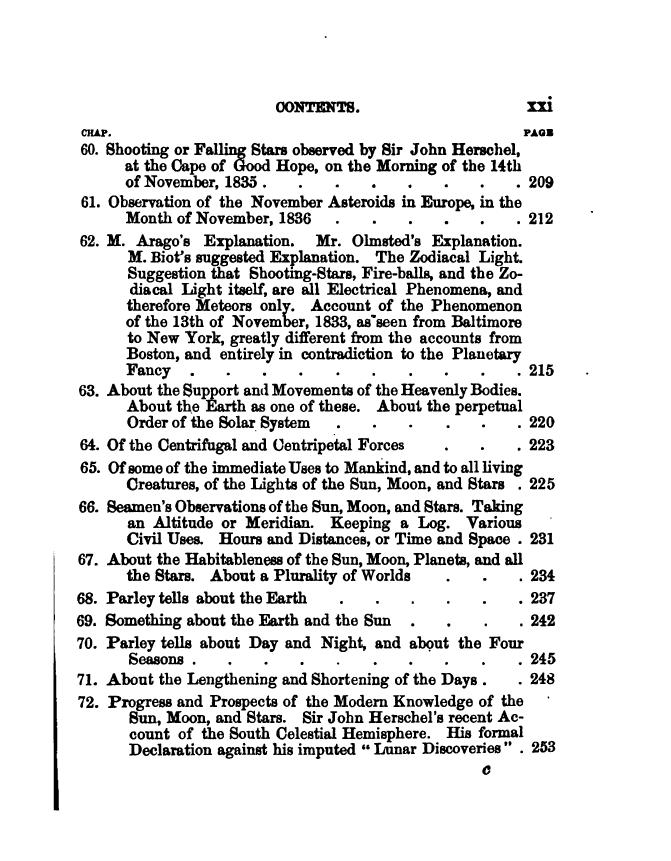 CONTENTS. xxi
CHAP. PAGE
60. Shooting or Falling Stars observed by Sir John Herschel,
at the Cape of Good Hope, on the Morning of the 14th
of November, 1835 . . . . . . . . 209
61. Observation of the November Asteroids in Europe, in the
Month of November, 1836 . . . . . . 212
62. M. Arago's Explanation. Mr. Olmsted's Explanation.
M. Biot's suggested Explanation. The Zodiacal Light.
Suggestion that Shooting-Stars, Fire-balls, and the Zo-
diacal Light itself, are all Electrical Phenomena, and
therefore Meteors only. Account of the Phenomenon
of the 13th of November, 1833, as seen from Baltimore
to New York, greatly different from the accounts from
Boston, and entirely in contradiction to the Planetary
Fancy . . . . . . . . . . 215
63. About the Support and Movements of the Heavenly Bodies.
About the Earth as one of these. About the perpetual
Order of the Solar System . . . . . . 220
64. Of the Centrifugal and Centripetal Forces . . . 223
65. Of some of the immediate Uses to Mankind, and to all living
Creatures, of the Lights of the Sun, Moon, and Stars . 225
66. Seamen's Observations of the Sun, Moon, and Stars. Taking
an Altitude or Meridian. Keeping a Log. Various
Civil Uses. Hours and Distances, or Time and Space . 231
67. About the Habitableness of the Sun, Moon, Planets, and all
the Stars. About a Plurality of Worlds . . . 234
68. Parley tells about the Earth . . . . . . 237
69. Something about the Earth and the Sun . . . . 242
70. Parley tells about Day and Night, and about the Four
Seasons . . . . . . . . . . 245
71. About the Lengthening and Shortening of the Days . . 248
72. Progress and Prospects of the Modern Knowledge of the
Sun, Moon, and Stars. Sir John Herschel's recent Ac-
count of the South Celestial Hemisphere. His formal
Declaration against his imputed "Lunar Discoveries" . 253
c